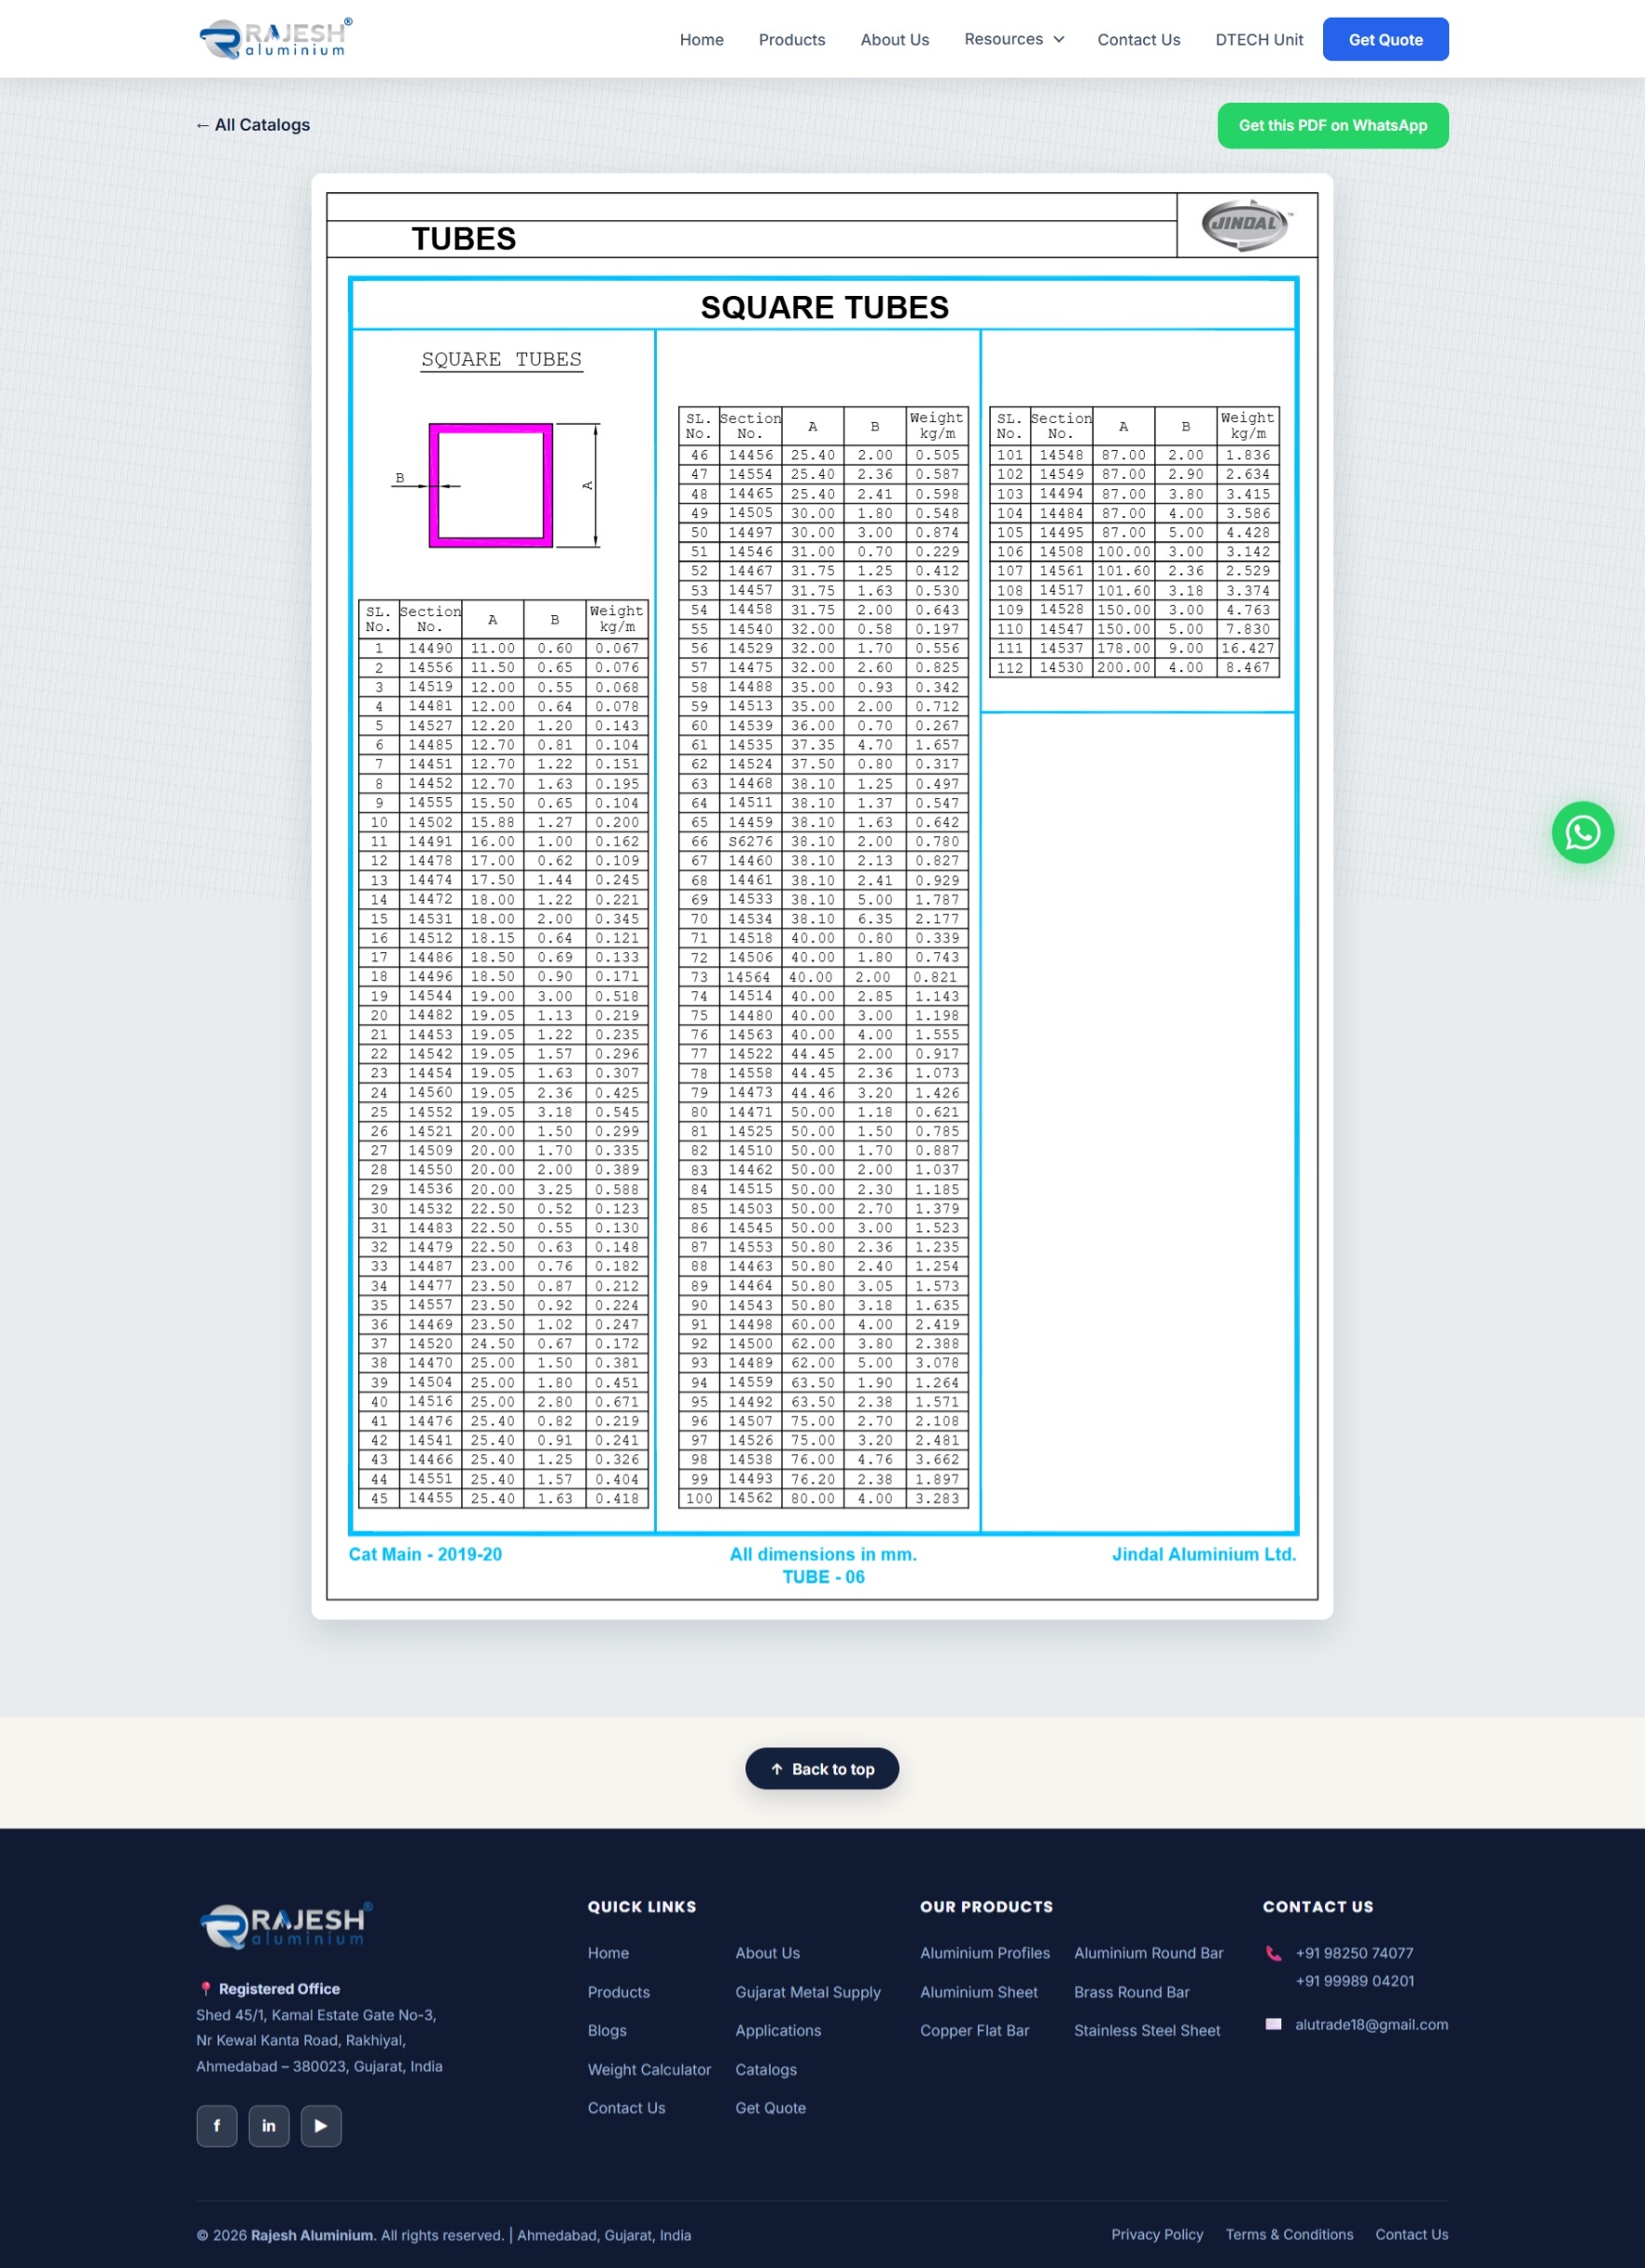 RAJESH®
aluminium
Home Products About Us Resources Contact Us DTECH Unit Get Quote
← All Catalogs
Get this PDF on WhatsApp
TUBES
JINDAL™
SQUARE TUBES
SQUARE TUBES
B
A
SL. No. Section No. A B Weight kg/m
1 14490 11.00 0.60 0.067
2 14556 11.50 0.65 0.076
3 14519 12.00 0.55 0.068
4 14481 12.00 0.64 0.078
5 14527 12.20 1.20 0.143
6 14485 12.70 0.81 0.104
7 14451 12.70 1.22 0.151
8 14452 12.70 1.63 0.195
9 14555 15.50 0.65 0.104
10 14502 15.88 1.27 0.200
11 14491 16.00 1.00 0.162
12 14478 17.00 0.62 0.109
13 14474 17.50 1.44 0.245
14 14472 18.00 1.22 0.221
15 14531 18.00 2.00 0.345
16 14512 18.15 0.64 0.121
17 14486 18.50 0.69 0.133
18 14496 18.50 0.90 0.171
19 14544 19.00 3.00 0.518
20 14482 19.05 1.13 0.219
21 14453 19.05 1.22 0.235
22 14542 19.05 1.57 0.296
23 14454 19.05 1.63 0.307
24 14560 19.05 2.36 0.425
25 14552 19.05 3.18 0.545
26 14521 20.00 1.50 0.299
27 14509 20.00 1.70 0.335
28 14550 20.00 2.00 0.389
29 14536 20.00 3.25 0.588
30 14532 22.50 0.52 0.123
31 14483 22.50 0.55 0.130
32 14479 22.50 0.63 0.148
33 14487 23.00 0.76 0.182
34 14477 23.50 0.87 0.212
35 14557 23.50 0.92 0.224
36 14469 23.50 1.02 0.247
37 14520 24.50 0.67 0.172
38 14470 25.00 1.50 0.381
39 14504 25.00 1.80 0.451
40 14516 25.00 2.80 0.671
41 14476 25.40 0.82 0.219
42 14541 25.40 0.91 0.241
43 14466 25.40 1.25 0.326
44 14551 25.40 1.57 0.404
45 14455 25.40 1.63 0.418
SL. No. Section No. A B Weight kg/m
46 14456 25.40 2.00 0.505
47 14554 25.40 2.36 0.587
48 14465 25.40 2.41 0.598
49 14505 30.00 1.80 0.548
50 14497 30.00 3.00 0.874
51 14546 31.00 0.70 0.229
52 14467 31.75 1.25 0.412
53 14457 31.75 1.63 0.530
54 14458 31.75 2.00 0.643
55 14540 32.00 0.58 0.197
56 14529 32.00 1.70 0.556
57 14475 32.00 2.60 0.825
58 14488 35.00 0.93 0.342
59 14513 35.00 2.00 0.712
60 14539 36.00 0.70 0.267
61 14535 37.35 4.70 1.657
62 14524 37.50 0.80 0.317
63 14468 38.10 1.25 0.497
64 14511 38.10 1.37 0.547
65 14459 38.10 1.63 0.642
66 S6276 38.10 2.00 0.780
67 14460 38.10 2.13 0.827
68 14461 38.10 2.41 0.929
69 14533 38.10 5.00 1.787
70 14534 38.10 6.35 2.177
71 14518 40.00 0.80 0.339
72 14506 40.00 1.80 0.743
73 14564 40.00 2.00 0.821
74 14514 40.00 2.85 1.143
75 14480 40.00 3.00 1.198
76 14563 40.00 4.00 1.555
77 14522 44.45 2.00 0.917
78 14558 44.45 2.36 1.073
79 14473 44.46 3.20 1.426
80 14471 50.00 1.18 0.621
81 14525 50.00 1.50 0.785
82 14510 50.00 1.70 0.887
83 14462 50.00 2.00 1.037
84 14515 50.00 2.30 1.185
85 14503 50.00 2.70 1.379
86 14545 50.00 3.00 1.523
87 14553 50.80 2.36 1.235
88 14463 50.80 2.40 1.254
89 14464 50.80 3.05 1.573
90 14543 50.80 3.18 1.635
91 14498 60.00 4.00 2.419
92 14500 62.00 3.80 2.388
93 14489 62.00 5.00 3.078
94 14559 63.50 1.90 1.264
95 14492 63.50 2.38 1.571
96 14507 75.00 2.70 2.108
97 14526 75.00 3.20 2.481
98 14538 76.00 4.76 3.662
99 14493 76.20 2.38 1.897
100 14562 80.00 4.00 3.283
SL. No. Section No. A B Weight kg/m
101 14548 87.00 2.00 1.836
102 14549 87.00 2.90 2.634
103 14494 87.00 3.80 3.415
104 14484 87.00 4.00 3.586
105 14495 87.00 5.00 4.428
106 14508 100.00 3.00 3.142
107 14561 101.60 2.36 2.529
108 14517 101.60 3.18 3.374
109 14528 150.00 3.00 4.763
110 14547 150.00 5.00 7.830
111 14537 178.00 9.00 16.427
112 14530 200.00 4.00 8.467
Cat Main - 2019-20 All dimensions in mm. Jindal Aluminium Ltd.
TUBE - 06
↑ Back to top
RAJESH®
aluminium
Registered Office
Shed 45/1, Kamal Estate Gate No-3,
Nr Kewal Kanta Road, Rakhiyal,
Ahmedabad – 380023, Gujarat, India
f in
QUICK LINKS
Home About Us
Products Gujarat Metal Supply
Blogs Applications
Weight Calculator Catalogs
Contact Us Get Quote
OUR PRODUCTS
Aluminium Profiles Aluminium Round Bar
Aluminium Sheet Brass Round Bar
Copper Flat Bar Stainless Steel Sheet
CONTACT US
+91 98250 74077
+91 99989 04201
alutrade18@gmail.com
© 2026 Rajesh Aluminium. All rights reserved. | Ahmedabad, Gujarat, India
Privacy Policy Terms & Conditions Contact Us